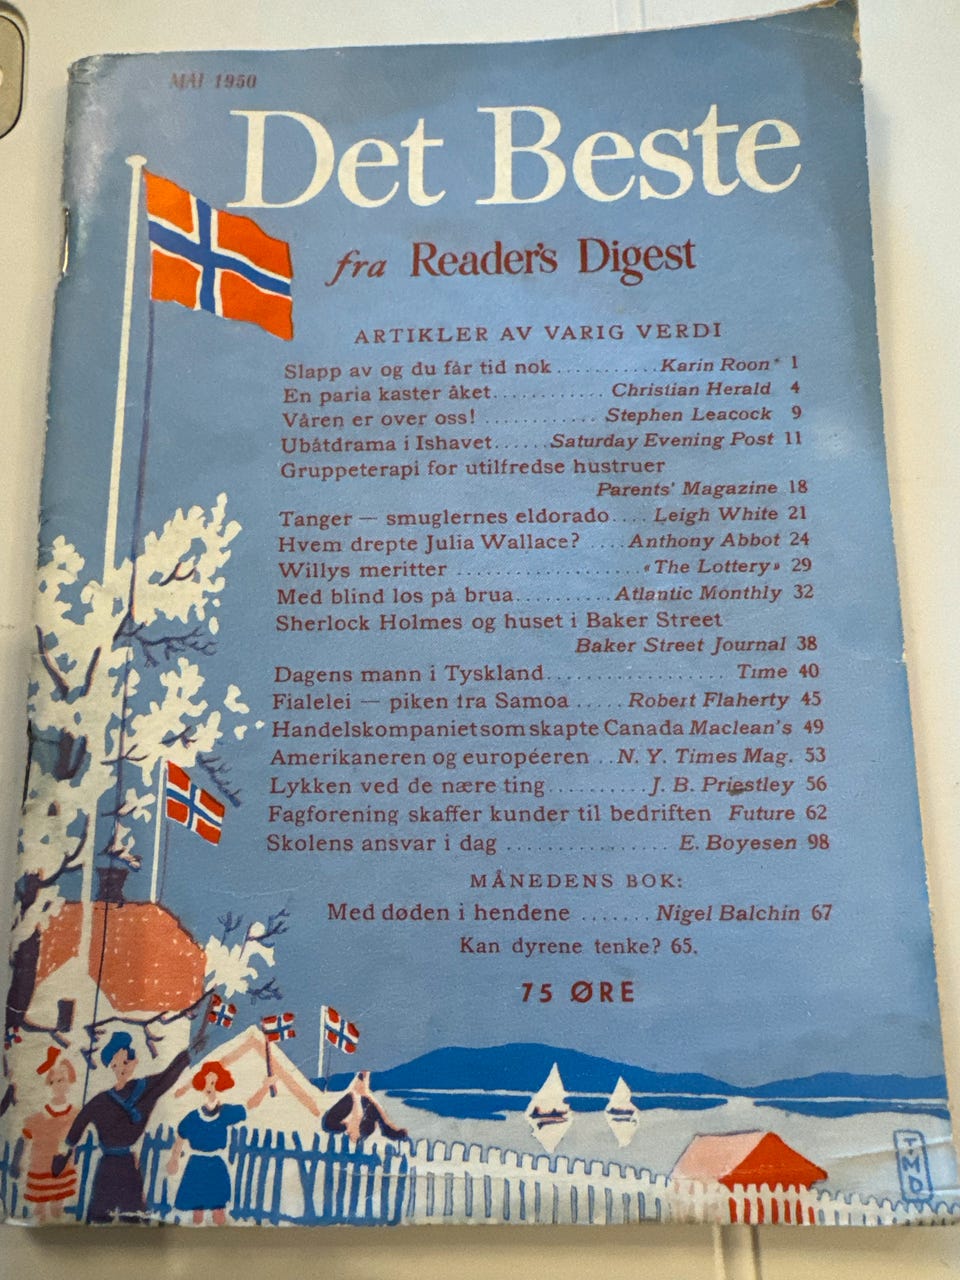 MAI 1950
Det Beste
fra Reader's Digest
ARTIKLER AV VARIG VERDI
Slapp av og du får tid nok . . . . . . . . . . . Karin Roon 1
En paria kaster åket. . . . . . . . . . . . Christian Herald 4
Våren er over oss! . . . . . . . . . . . Stephen Leacock 9
Ubåtdrama i Ishavet. . . . . . Saturday Evening Post 11
Gruppeterapi for utilfredse hustruer
Parents' Magazine 18
Tanger — smuglernes eldorado. . . . Leigh White 21
Hvem drepte Julia Wallace? . . . . Anthony Abbot 24
Willys meritter . . . . . . . . . . . . . . . . . . . «The Lottery» 29
Med blind los på brua. . . . . . . . . . Atlantic Monthly 32
Sherlock Holmes og huset i Baker Street
Baker Street Journal 38
Dagens mann i Tyskland. . . . . . . . . . . . . . . . . . Time 40
Fialelei — piken fra Samoa . . . . . Robert Flaherty 45
Handelskompaniet som skapte Canada Maclean's 49
Amerikaneren og européeren . . N. Y. Times Mag. 53
Lykken ved de nære ting. . . . . . . . . . J. B. Priestley 56
Fagforening skaffer kunder til bedriften Future 62
Skolens ansvar i dag . . . . . . . . . . . . . . . . E. Boyesen 98
MÅNEDENS BOK:
Med døden i hendene . . . . . . . Nigel Balchin 67
Kan dyrene tenke? 65.
75 ØRE
TMD